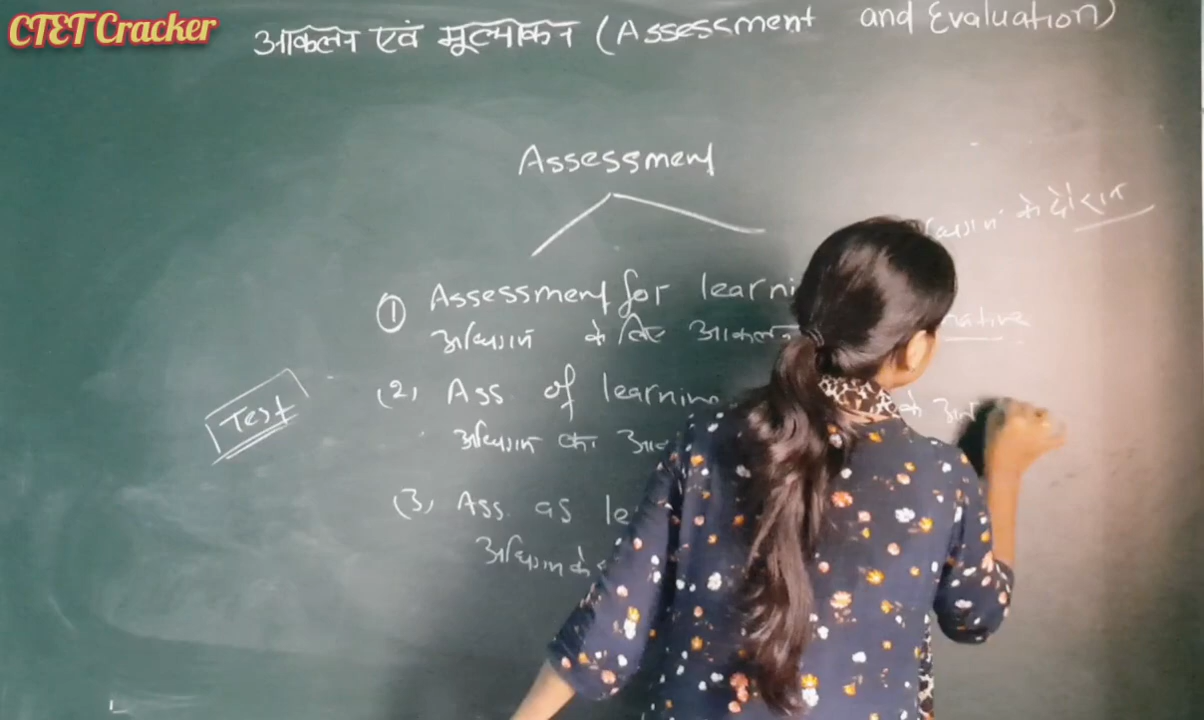 CTET Cracker
आकलन एवं मूल्यांकन (Assessment and Evaluation)
Assessment
के दौरान
① Assessment for learni
अधिगम के लिए आकलन
native
(2) Ass of learnin
के
अधिगम का आक
Test
(3) Ass. as le
अधिगम के